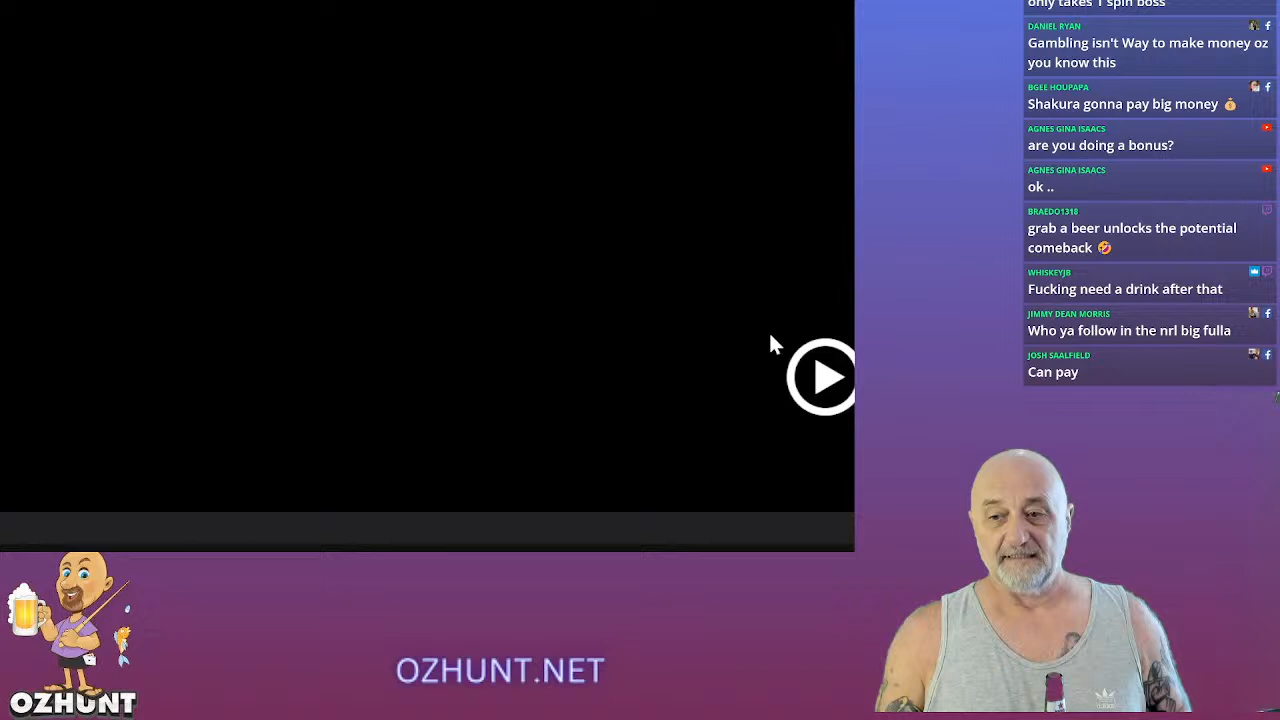 only takes 1 spin boss
DANIEL RYAN
Gambling isn't Way to make money oz
you know this
BGEE HOUPAPA
Shakura gonna pay big money 💰
AGNES GINA ISAACS
are you doing a bonus?
AGNES GINA ISAACS
ok ..
BRAEDO1318
grab a beer unlocks the potential
comeback 🤣
WHISKEYJB
Fucking need a drink after that
JIMMY DEAN MORRIS
Who ya follow in the nrl big fulla
JOSH SAALFIELD
Can pay
OZHUNT.NET
OZHUNT